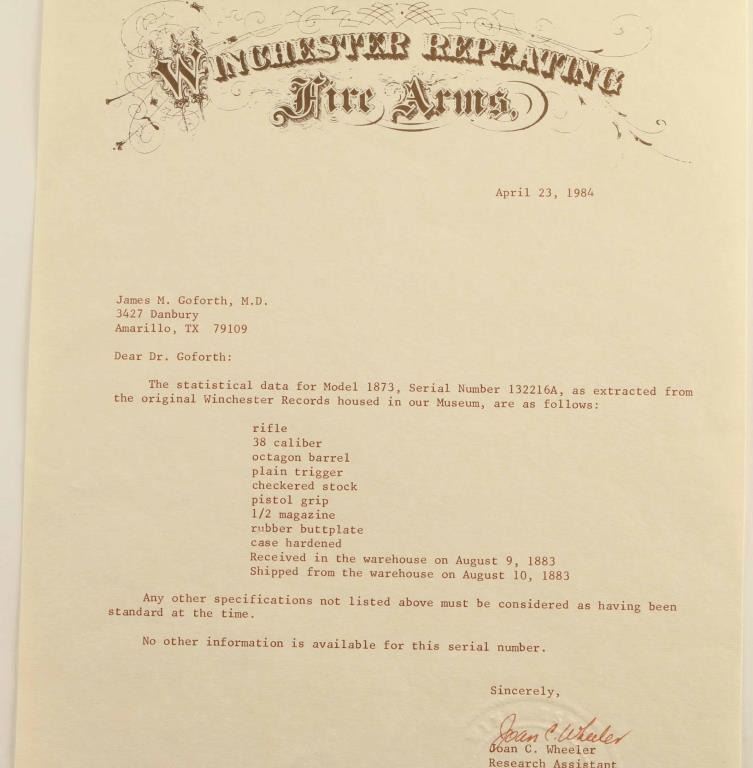 WINCHESTER REPEATING
Fire Arms,
April 23, 1984
James M. Goforth, M.D.
3427 Danbury
Amarillo, TX 79109
Dear Dr. Goforth:
The statistical data for Model 1873, Serial Number 132216A, as extracted from
the original Winchester Records housed in our Museum, are as follows:
rifle
38 caliber
octagon barrel
plain trigger
checkered stock
pistol grip
1/2 magazine
rubber buttplate
case hardened
Received in the warehouse on August 9, 1883
Shipped from the warehouse on August 10, 1883
Any other specifications not listed above must be considered as having been
standard at the time.
No other information is available for this serial number.
Sincerely,
Joan C. Wheeler
Joan C. Wheeler
Research Assistant